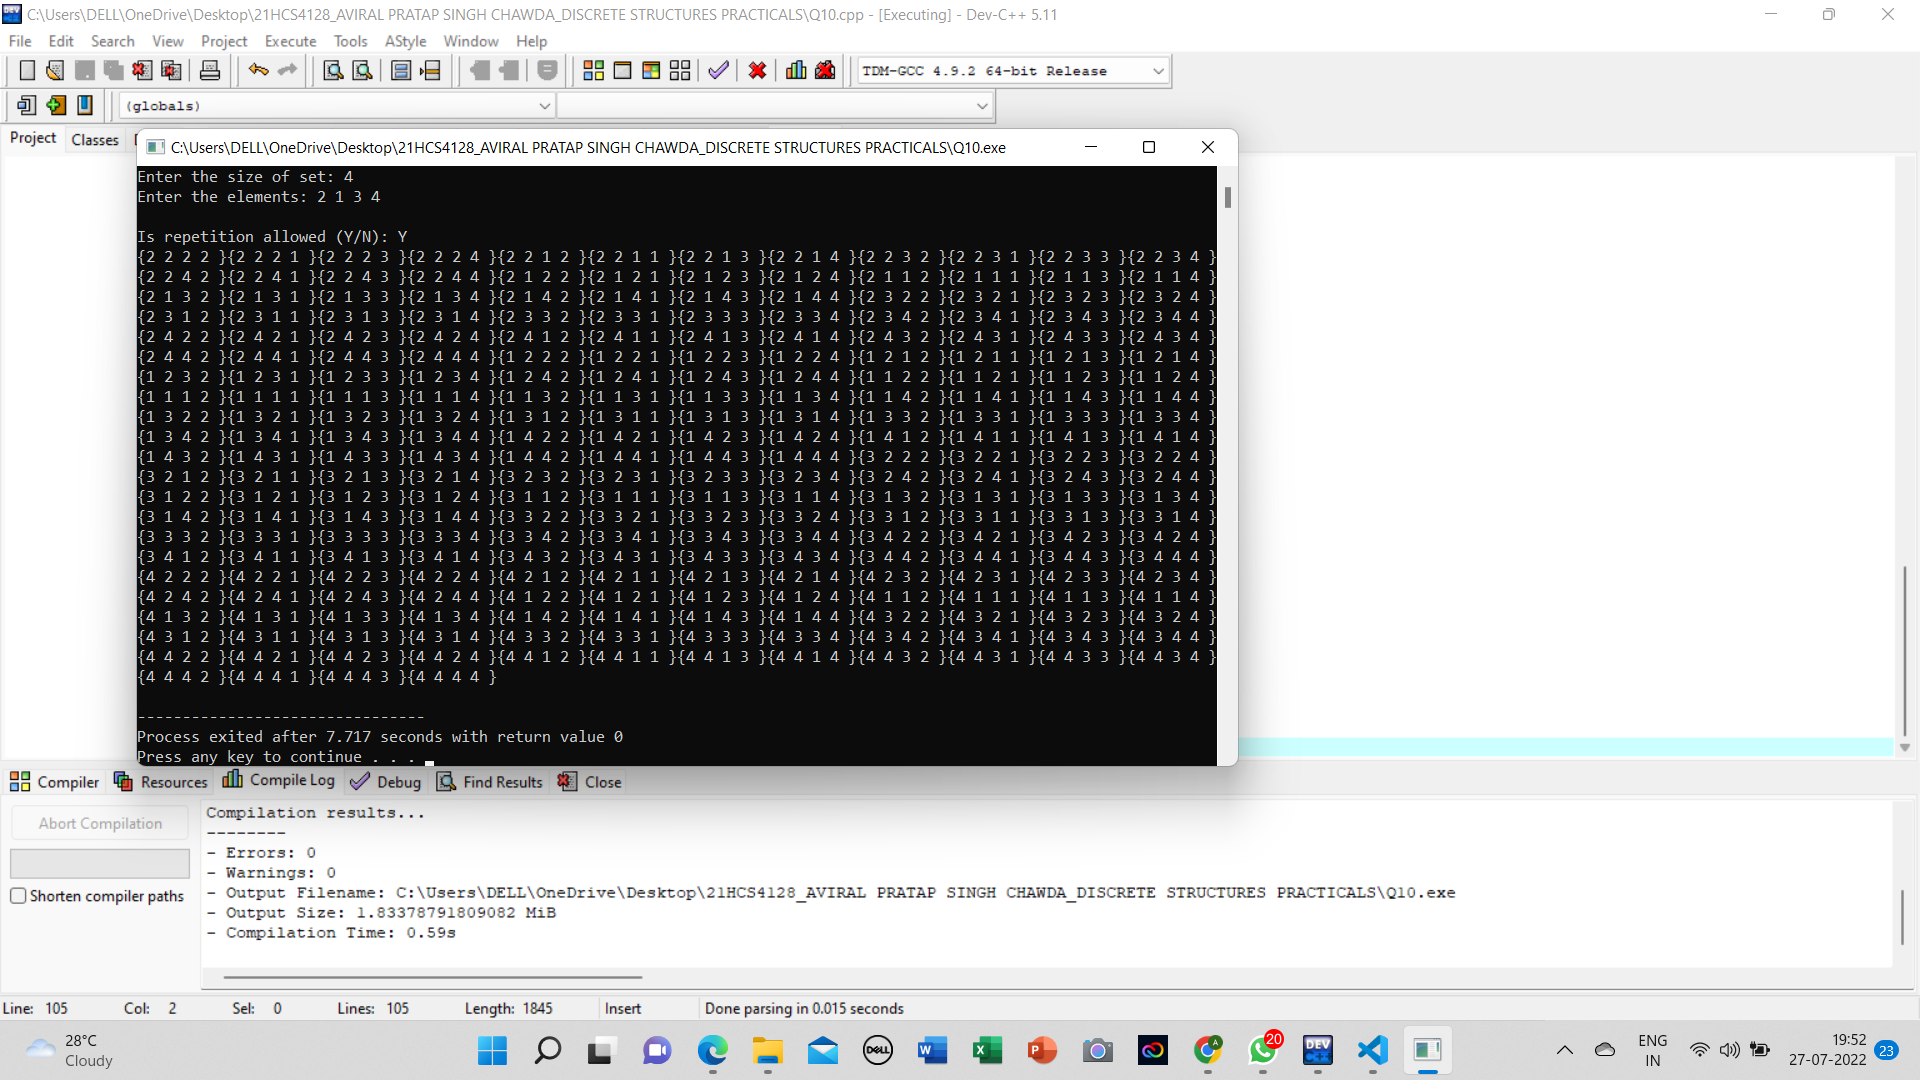 C:\Users\DELL\OneDrive\Desktop\21HCS4128_AVIRAL PRATAP SINGH CHAWDA_DISCRETE STRUCTURES PRACTICALS\Q10.cpp - [Executing] - Dev-C++ 5.11
File Edit Search View Project Execute Tools AStyle Window Help
TDM-GCC 4.9.2 64-bit Release
(globals)
Project Classes
C:\Users\DELL\OneDrive\Desktop\21HCS4128_AVIRAL PRATAP SINGH CHAWDA_DISCRETE STRUCTURES PRACTICALS\Q10.exe
Enter the size of set: 4
Enter the elements: 2 1 3 4
Is repetition allowed (Y/N): Y
{2 2 2 2 }{2 2 2 1 }{2 2 2 3 }{2 2 2 4 }{2 2 1 2 }{2 2 1 1 }{2 2 1 3 }{2 2 1 4 }{2 2 3 2 }{2 2 3 1 }{2 2 3 3 }{2 2 3 4 }
{2 2 4 2 }{2 2 4 1 }{2 2 4 3 }{2 2 4 4 }{2 1 2 2 }{2 1 2 1 }{2 1 2 3 }{2 1 2 4 }{2 1 1 2 }{2 1 1 1 }{2 1 1 3 }{2 1 1 4 }
{2 1 3 2 }{2 1 3 1 }{2 1 3 3 }{2 1 3 4 }{2 1 4 2 }{2 1 4 1 }{2 1 4 3 }{2 1 4 4 }{2 3 2 2 }{2 3 2 1 }{2 3 2 3 }{2 3 2 4 }
{2 3 1 2 }{2 3 1 1 }{2 3 1 3 }{2 3 1 4 }{2 3 3 2 }{2 3 3 1 }{2 3 3 3 }{2 3 3 4 }{2 3 4 2 }{2 3 4 1 }{2 3 4 3 }{2 3 4 4 }
{2 4 2 2 }{2 4 2 1 }{2 4 2 3 }{2 4 2 4 }{2 4 1 2 }{2 4 1 1 }{2 4 1 3 }{2 4 1 4 }{2 4 3 2 }{2 4 3 1 }{2 4 3 3 }{2 4 3 4 }
{2 4 4 2 }{2 4 4 1 }{2 4 4 3 }{2 4 4 4 }{1 2 2 2 }{1 2 2 1 }{1 2 2 3 }{1 2 2 4 }{1 2 1 2 }{1 2 1 1 }{1 2 1 3 }{1 2 1 4 }
{1 2 3 2 }{1 2 3 1 }{1 2 3 3 }{1 2 3 4 }{1 2 4 2 }{1 2 4 1 }{1 2 4 3 }{1 2 4 4 }{1 1 2 2 }{1 1 2 1 }{1 1 2 3 }{1 1 2 4 }
{1 1 1 2 }{1 1 1 1 }{1 1 1 3 }{1 1 1 4 }{1 1 3 2 }{1 1 3 1 }{1 1 3 3 }{1 1 3 4 }{1 1 4 2 }{1 1 4 1 }{1 1 4 3 }{1 1 4 4 }
{1 3 2 2 }{1 3 2 1 }{1 3 2 3 }{1 3 2 4 }{1 3 1 2 }{1 3 1 1 }{1 3 1 3 }{1 3 1 4 }{1 3 3 2 }{1 3 3 1 }{1 3 3 3 }{1 3 3 4 }
{1 3 4 2 }{1 3 4 1 }{1 3 4 3 }{1 3 4 4 }{1 4 2 2 }{1 4 2 1 }{1 4 2 3 }{1 4 2 4 }{1 4 1 2 }{1 4 1 1 }{1 4 1 3 }{1 4 1 4 }
{1 4 3 2 }{1 4 3 1 }{1 4 3 3 }{1 4 3 4 }{1 4 4 2 }{1 4 4 1 }{1 4 4 3 }{1 4 4 4 }{3 2 2 2 }{3 2 2 1 }{3 2 2 3 }{3 2 2 4 }
{3 2 1 2 }{3 2 1 1 }{3 2 1 3 }{3 2 1 4 }{3 2 3 2 }{3 2 3 1 }{3 2 3 3 }{3 2 3 4 }{3 2 4 2 }{3 2 4 1 }{3 2 4 3 }{3 2 4 4 }
{3 1 2 2 }{3 1 2 1 }{3 1 2 3 }{3 1 2 4 }{3 1 1 2 }{3 1 1 1 }{3 1 1 3 }{3 1 1 4 }{3 1 3 2 }{3 1 3 1 }{3 1 3 3 }{3 1 3 4 }
{3 1 4 2 }{3 1 4 1 }{3 1 4 3 }{3 1 4 4 }{3 3 2 2 }{3 3 2 1 }{3 3 2 3 }{3 3 2 4 }{3 3 1 2 }{3 3 1 1 }{3 3 1 3 }{3 3 1 4 }
{3 3 3 2 }{3 3 3 1 }{3 3 3 3 }{3 3 3 4 }{3 3 4 2 }{3 3 4 1 }{3 3 4 3 }{3 3 4 4 }{3 4 2 2 }{3 4 2 1 }{3 4 2 3 }{3 4 2 4 }
{3 4 1 2 }{3 4 1 1 }{3 4 1 3 }{3 4 1 4 }{3 4 3 2 }{3 4 3 1 }{3 4 3 3 }{3 4 3 4 }{3 4 4 2 }{3 4 4 1 }{3 4 4 3 }{3 4 4 4 }
{4 2 2 2 }{4 2 2 1 }{4 2 2 3 }{4 2 2 4 }{4 2 1 2 }{4 2 1 1 }{4 2 1 3 }{4 2 1 4 }{4 2 3 2 }{4 2 3 1 }{4 2 3 3 }{4 2 3 4 }
{4 2 4 2 }{4 2 4 1 }{4 2 4 3 }{4 2 4 4 }{4 1 2 2 }{4 1 2 1 }{4 1 2 3 }{4 1 2 4 }{4 1 1 2 }{4 1 1 1 }{4 1 1 3 }{4 1 1 4 }
{4 1 3 2 }{4 1 3 1 }{4 1 3 3 }{4 1 3 4 }{4 1 4 2 }{4 1 4 1 }{4 1 4 3 }{4 1 4 4 }{4 3 2 2 }{4 3 2 1 }{4 3 2 3 }{4 3 2 4 }
{4 3 1 2 }{4 3 1 1 }{4 3 1 3 }{4 3 1 4 }{4 3 3 2 }{4 3 3 1 }{4 3 3 3 }{4 3 3 4 }{4 3 4 2 }{4 3 4 1 }{4 3 4 3 }{4 3 4 4 }
{4 4 2 2 }{4 4 2 1 }{4 4 2 3 }{4 4 2 4 }{4 4 1 2 }{4 4 1 1 }{4 4 1 3 }{4 4 1 4 }{4 4 3 2 }{4 4 3 1 }{4 4 3 3 }{4 4 3 4 }
{4 4 4 2 }{4 4 4 1 }{4 4 4 3 }{4 4 4 4 }
--------------------------------
Process exited after 7.717 seconds with return value 0
Press any key to continue . . .
Compiler Resources Compile Log Debug Find Results Close
Abort Compilation
Shorten compiler paths
Compilation results...
--------
- Errors: 0
- Warnings: 0
- Output Filename: C:\Users\DELL\OneDrive\Desktop\21HCS4128_AVIRAL PRATAP SINGH CHAWDA_DISCRETE STRUCTURES PRACTICALS\Q10.exe
- Output Size: 1.83378791809082 MiB
- Compilation Time: 0.59s
Line: 105 Col: 2 Sel: 0 Lines: 105 Length: 1845 Insert Done parsing in 0.015 seconds
28°C
Cloudy
DELL
W
X
P
A
20
DEV
C++
ENG
IN
19:52
27-07-2022
23